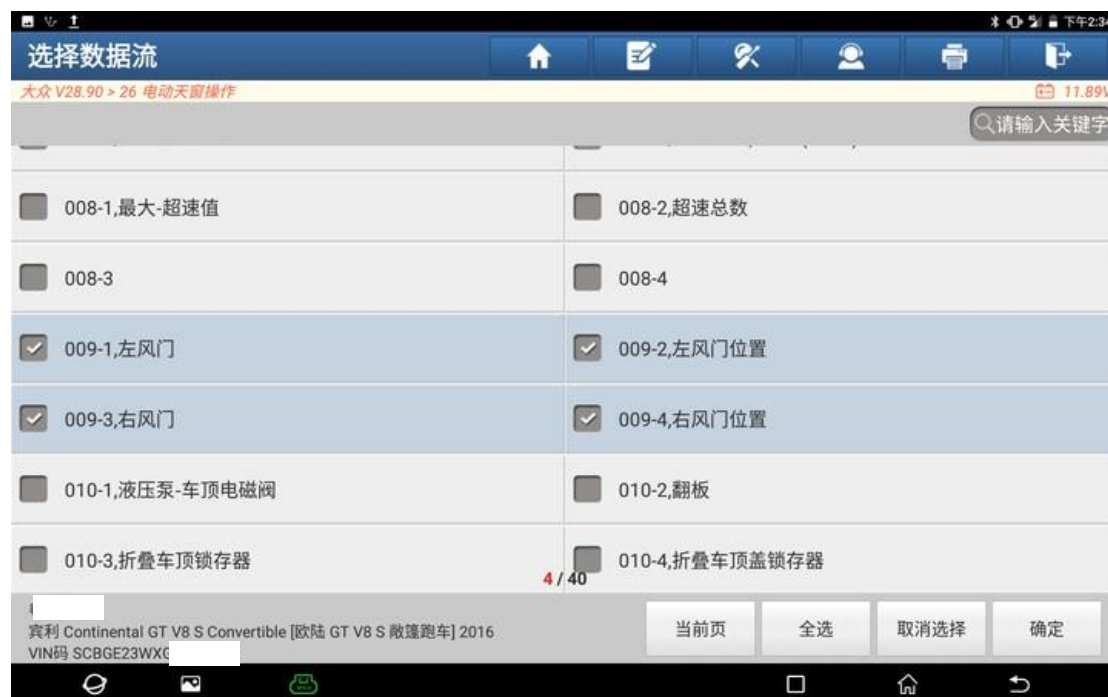 下午2:34
选择数据流
大众 V28.90 > 26 电动天窗操作
11.89V
请输入关键字
008-1,最大-超速值
008-2,超速总数
008-3
008-4
009-1,左风门
009-2,左风门位置
009-3,右风门
009-4,右风门位置
010-1,液压泵-车顶电磁阀
010-2,翻板
010-3,折叠车顶锁存器
010-4,折叠车顶盖锁存器
4 / 40
宾利 Continental GT V8 S Convertible [欧陆 GT V8 S 敞篷跑车] 2016
VIN码 SCBGE23WX
当前页
全选
取消选择
确定